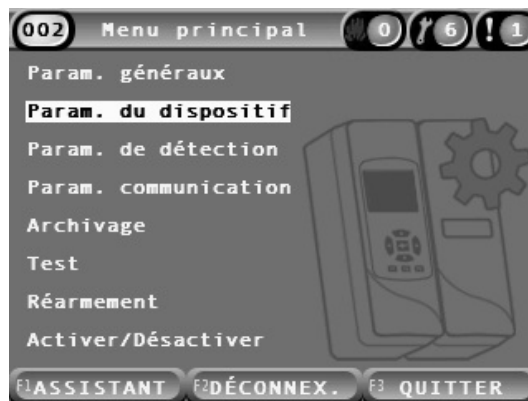 002 Menu principal 0 6 ! 1
Param. généraux
Param. du dispositif
Param. de détection
Param. communication
Archivage
Test
Réarmement
Activer/Désactiver
F1 ASSISTANT F2 DÉCONNEX. F3 QUITTER